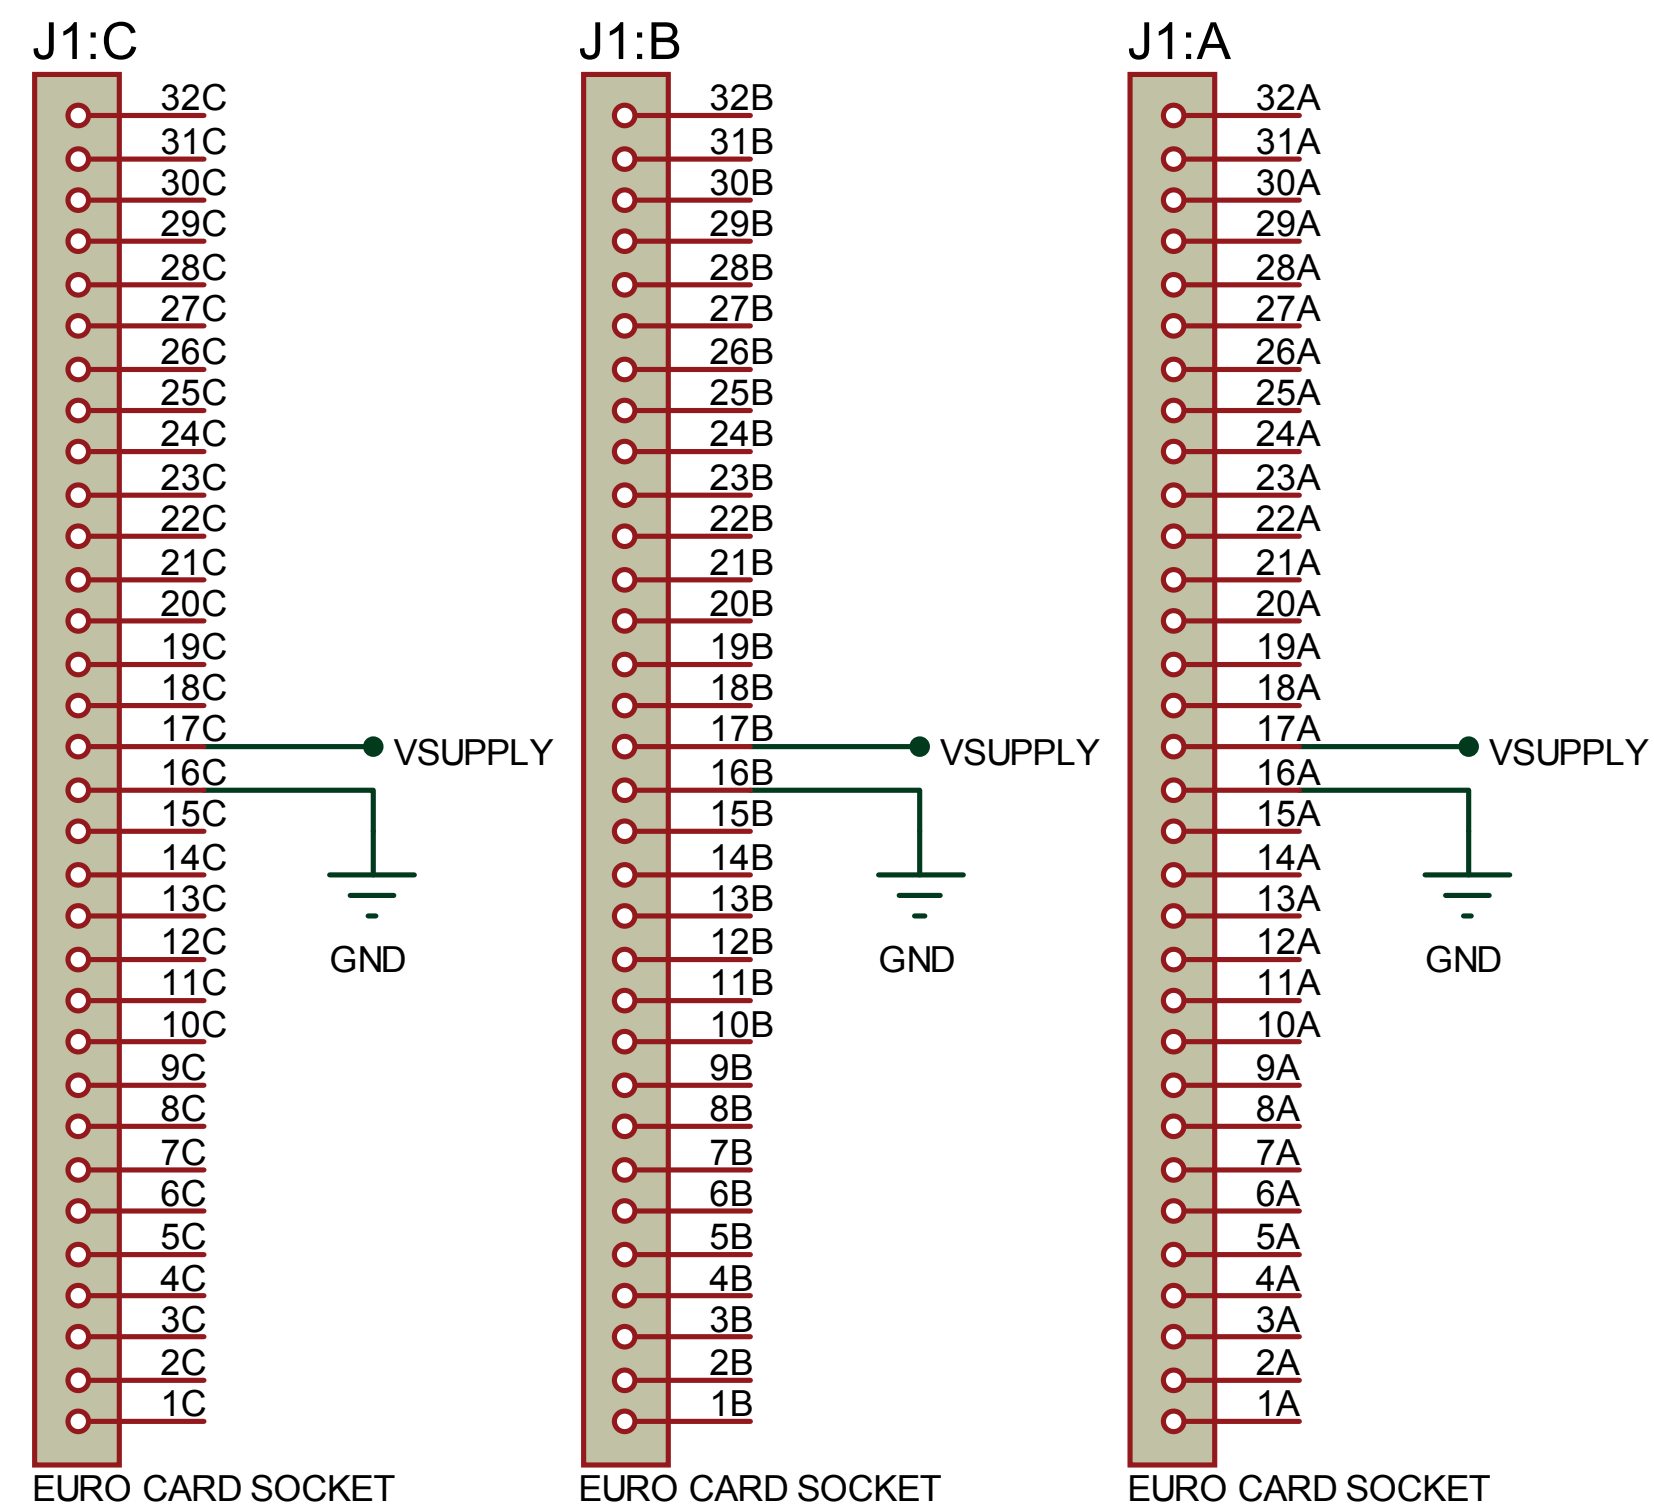 J1:C J1:B J1:A
32C 32B 32A
31C 31B 31A
30C 30B 30A
29C 29B 29A
28C 28B 28A
27C 27B 27A
26C 26B 26A
25C 25B 25A
24C 24B 24A
23C 23B 23A
22C 22B 22A
21C 21B 21A
20C 20B 20A
19C 19B 19A
18C 18B 18A
17C VSUPPLY 17B VSUPPLY 17A VSUPPLY
16C 16B 16A
15C 15B 15A
14C 14B 14A
13C 13B 13A
12C GND 12B GND 12A GND
11C 11B 11A
10C 10B 10A
9C 9B 9A
8C 8B 8A
7C 7B 7A
6C 6B 6A
5C 5B 5A
4C 4B 4A
3C 3B 3A
2C 2B 2A
1C 1B 1A
EURO CARD SOCKET EURO CARD SOCKET EURO CARD SOCKET